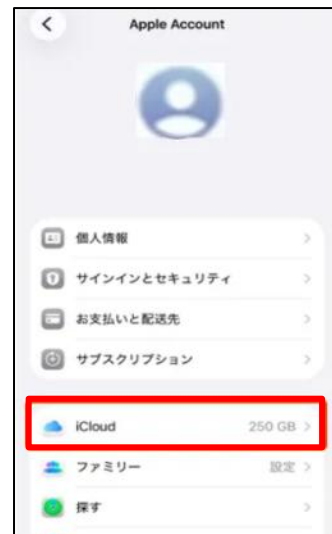 Apple Account
個人情報
サインインとセキュリティ
お支払いと配送先
サブスクリプション
iCloud 250 GB
ファミリー 設定
探す